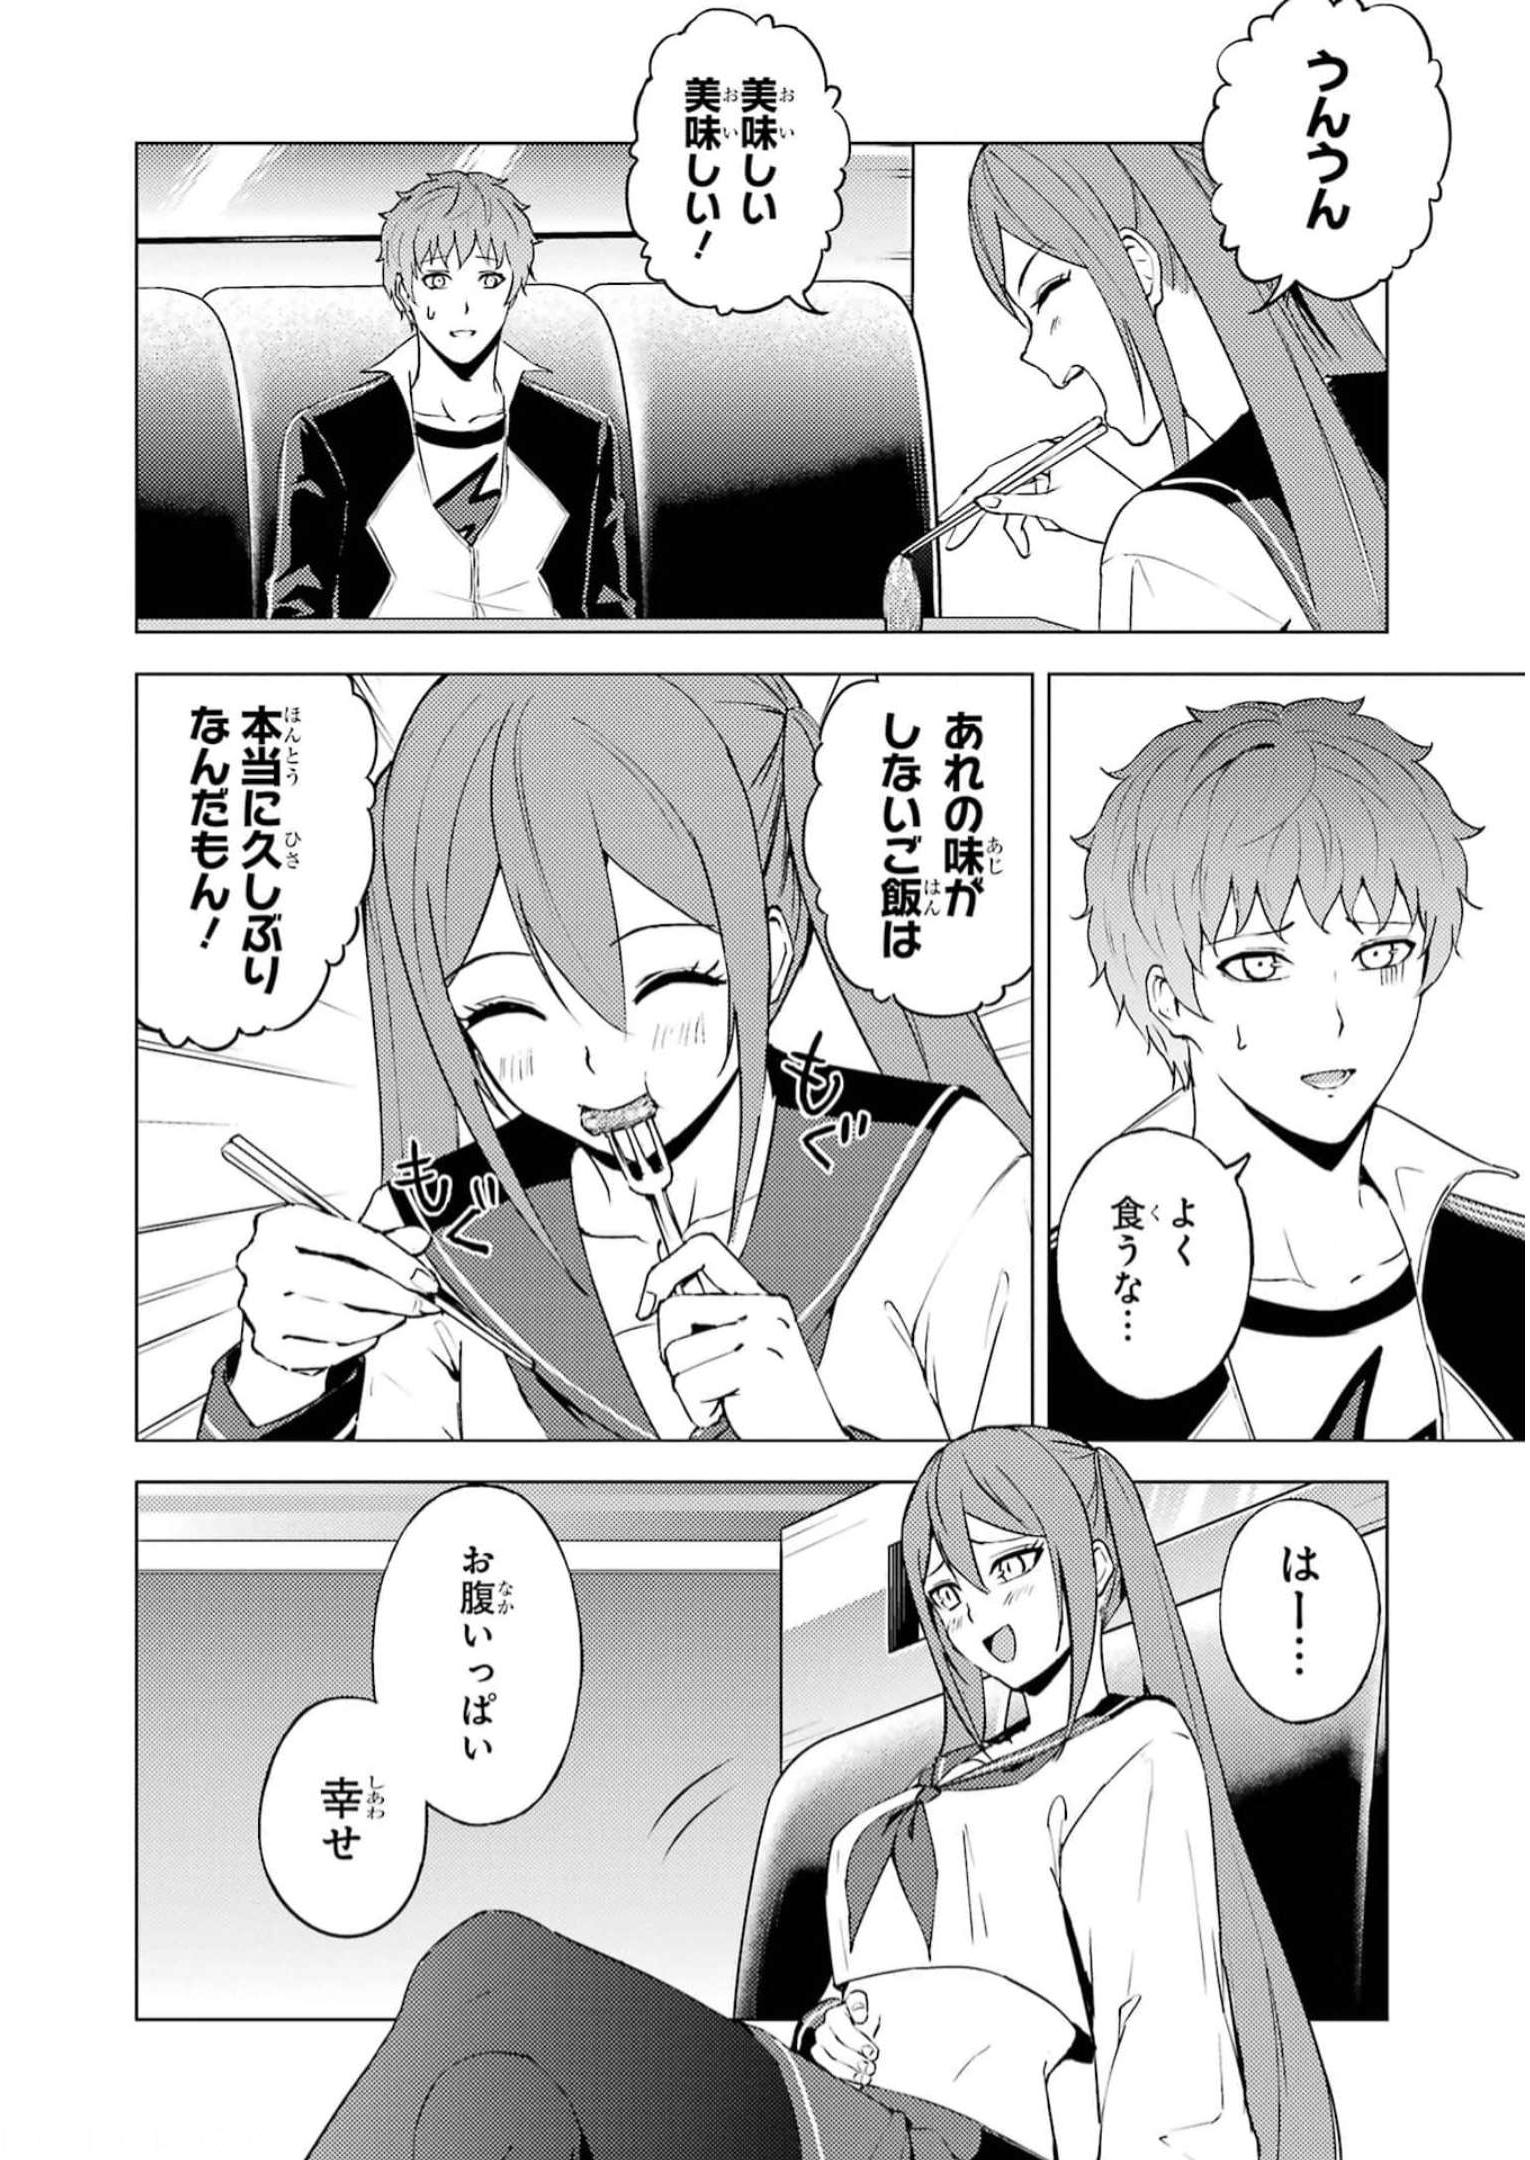 うんうん
美味しい
美味しい！
よく
食うな…
あれの味が
しないご飯は
本当に久しぶり
なんだもん！
もぐ
もぐ
はー…
お腹いっぱい
幸せ